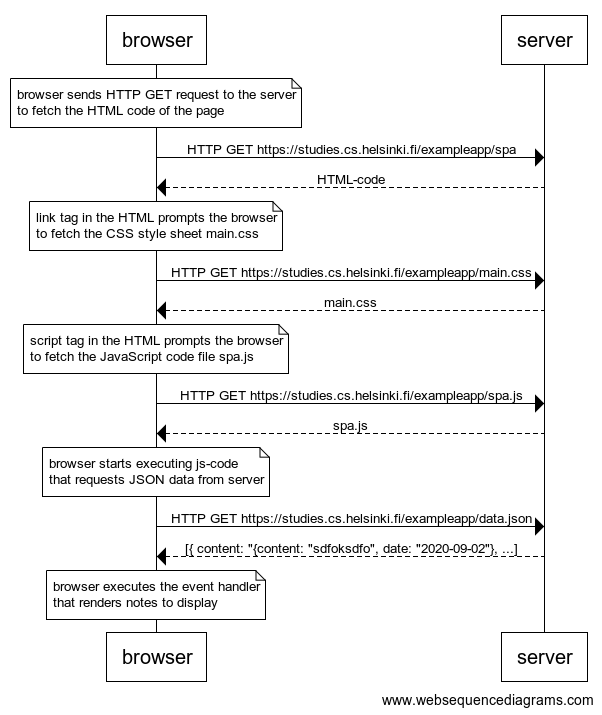 browser
server
browser sends HTTP GET request to the server
to fetch the HTML code of the page
HTTP GET https://studies.cs.helsinki.fi/exampleapp/spa
HTML-code
link tag in the HTML prompts the browser
to fetch the CSS style sheet main.css
HTTP GET https://studies.cs.helsinki.fi/exampleapp/main.css
main.css
script tag in the HTML prompts the browser
to fetch the JavaScript code file spa.js
HTTP GET https://studies.cs.helsinki.fi/exampleapp/spa.js
spa.js
browser starts executing js-code
that requests JSON data from server
HTTP GET https://studies.cs.helsinki.fi/exampleapp/data.json
[{ content: "{content: "sdfoksdfo", date: "2020-09-02"}, ...]
browser executes the event handler
that renders notes to display
browser
server
www.websequencediagrams.com